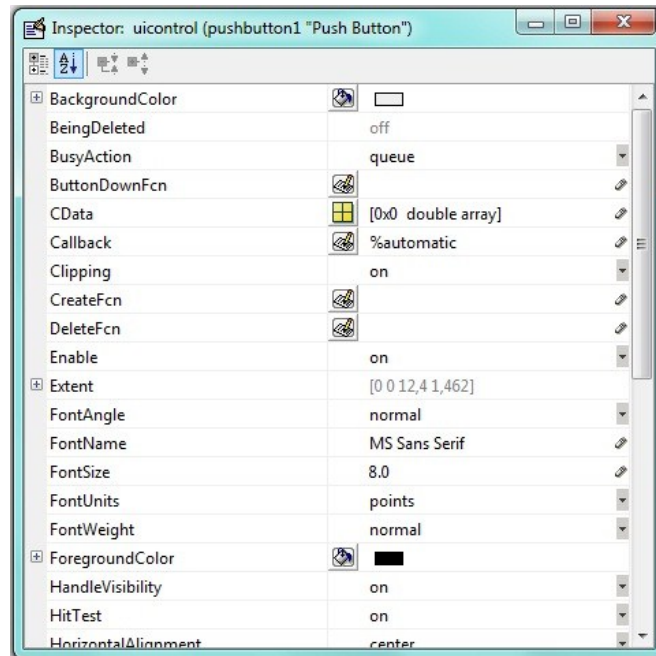 Inspector: uicontrol (pushbutton1 "Push Button")
BackgroundColor
BeingDeleted off
BusyAction queue
ButtonDownFcn
CData [0x0 double array]
Callback %automatic
Clipping on
CreateFcn
DeleteFcn
Enable on
Extent [0 0 12,4 1,462]
FontAngle normal
FontName MS Sans Serif
FontSize 8.0
FontUnits points
FontWeight normal
ForegroundColor
HandleVisibility on
HitTest on
HorizontalAlignment center